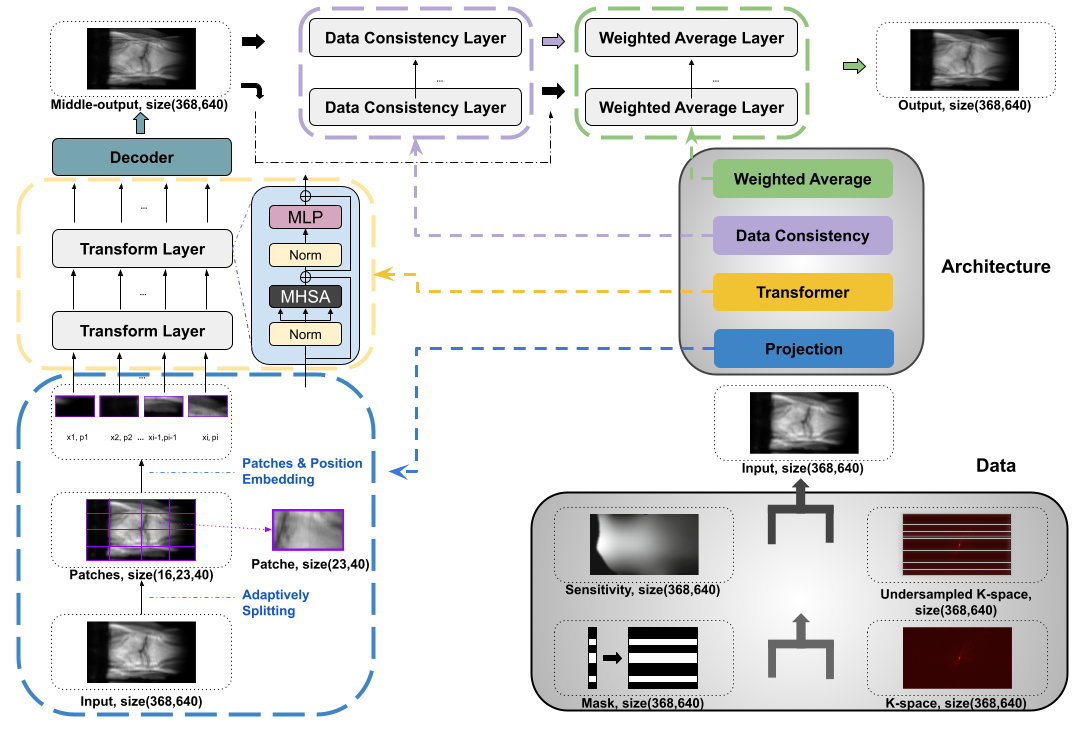 Middle-output, size(368,640)
Data Consistency Layer
...
Data Consistency Layer
Weighted Average Layer
...
Weighted Average Layer
Output, size(368,640)
Decoder
...
Transform Layer
...
Transform Layer
...
MLP
Norm
MHSA
Norm
Weighted Average
Data Consistency
Transformer
Projection
Architecture
x1, p1
x2, p2
...
xi-1,pi-1
xi, pi
Patches & Position
Embedding
Patches, size(16,23,40)
Patche, size(23,40)
Adaptively
Splitting
Input, size(368,640)
Input, size(368,640)
Data
Sensitivity, size(368,640)
Undersampled K-space,
size(368,640)
Mask, size(368,640)
K-space, size(368,640)